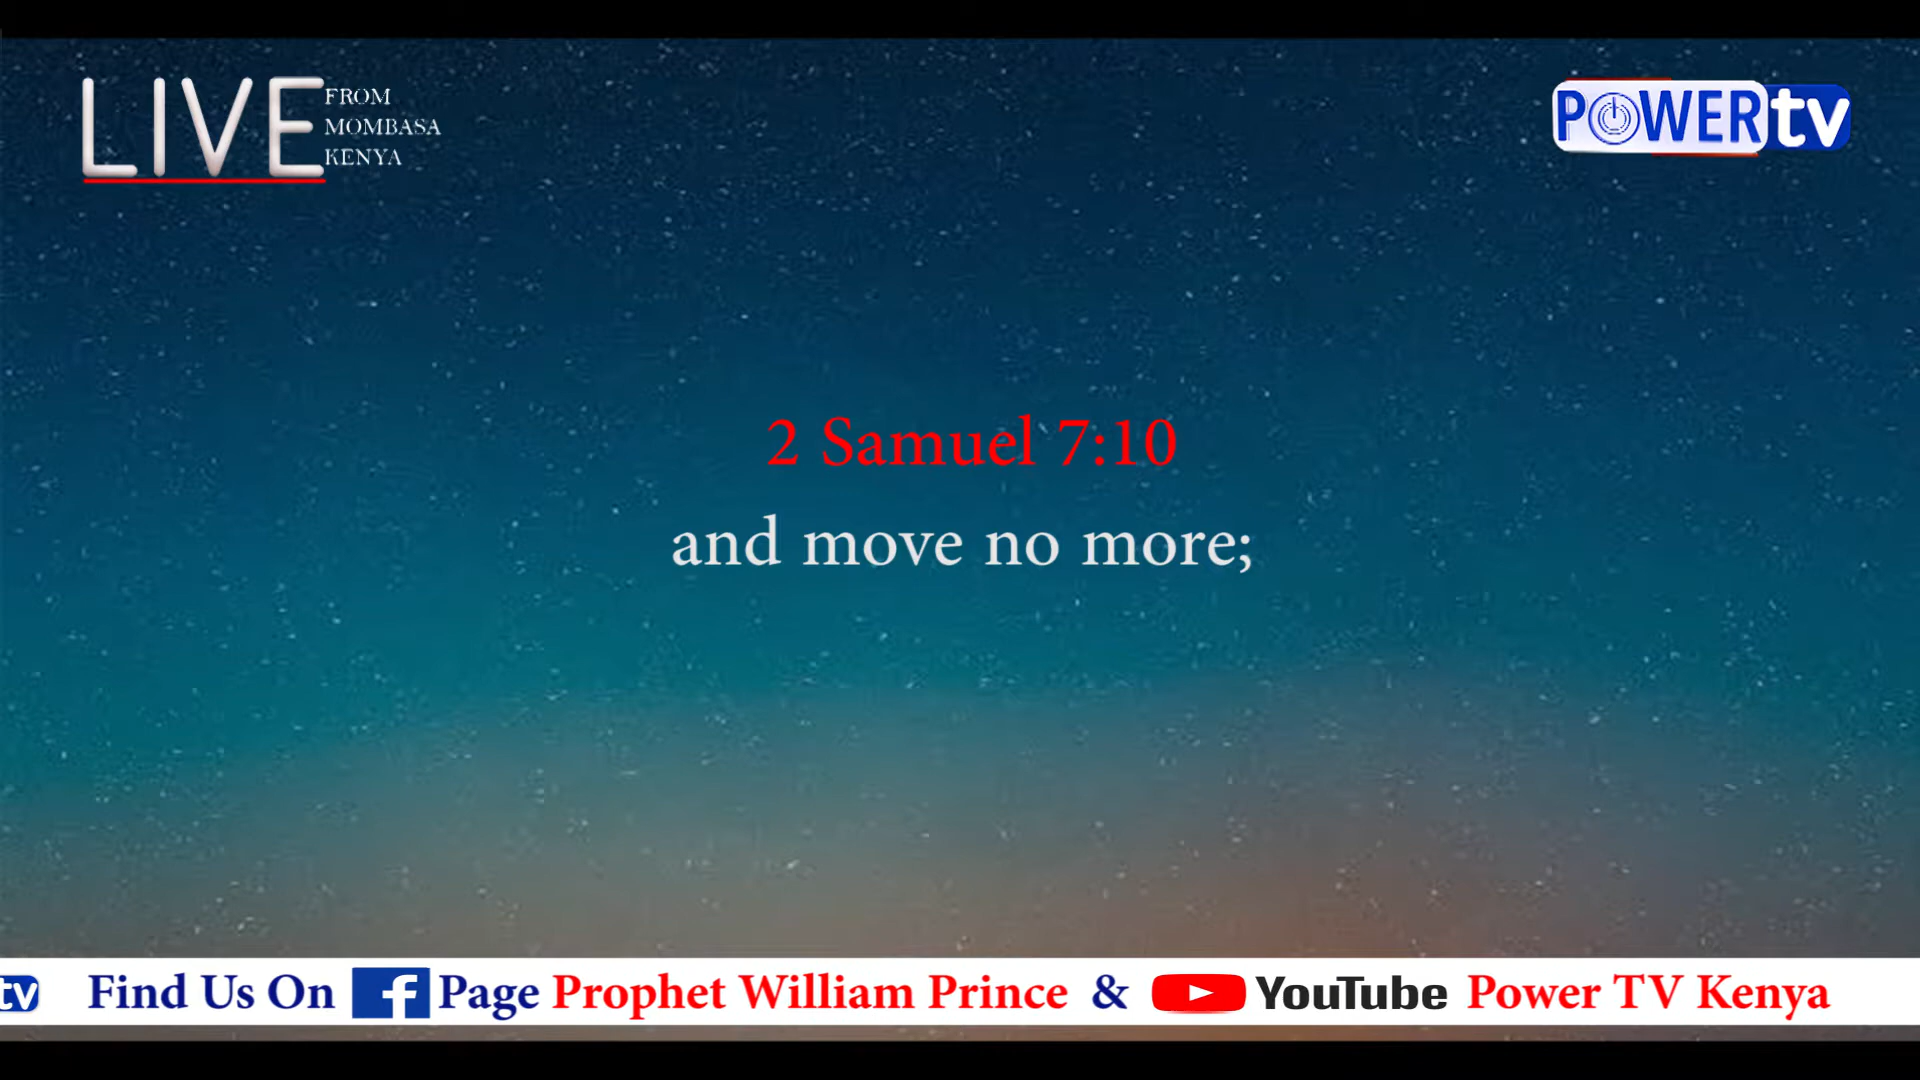 LIVE
FROM
MOMBASA
KENYA
POWERtv
2 Samuel 7:10
and move no more;
tv Find Us On f Page Prophet William Prince & YouTube Power TV Kenya